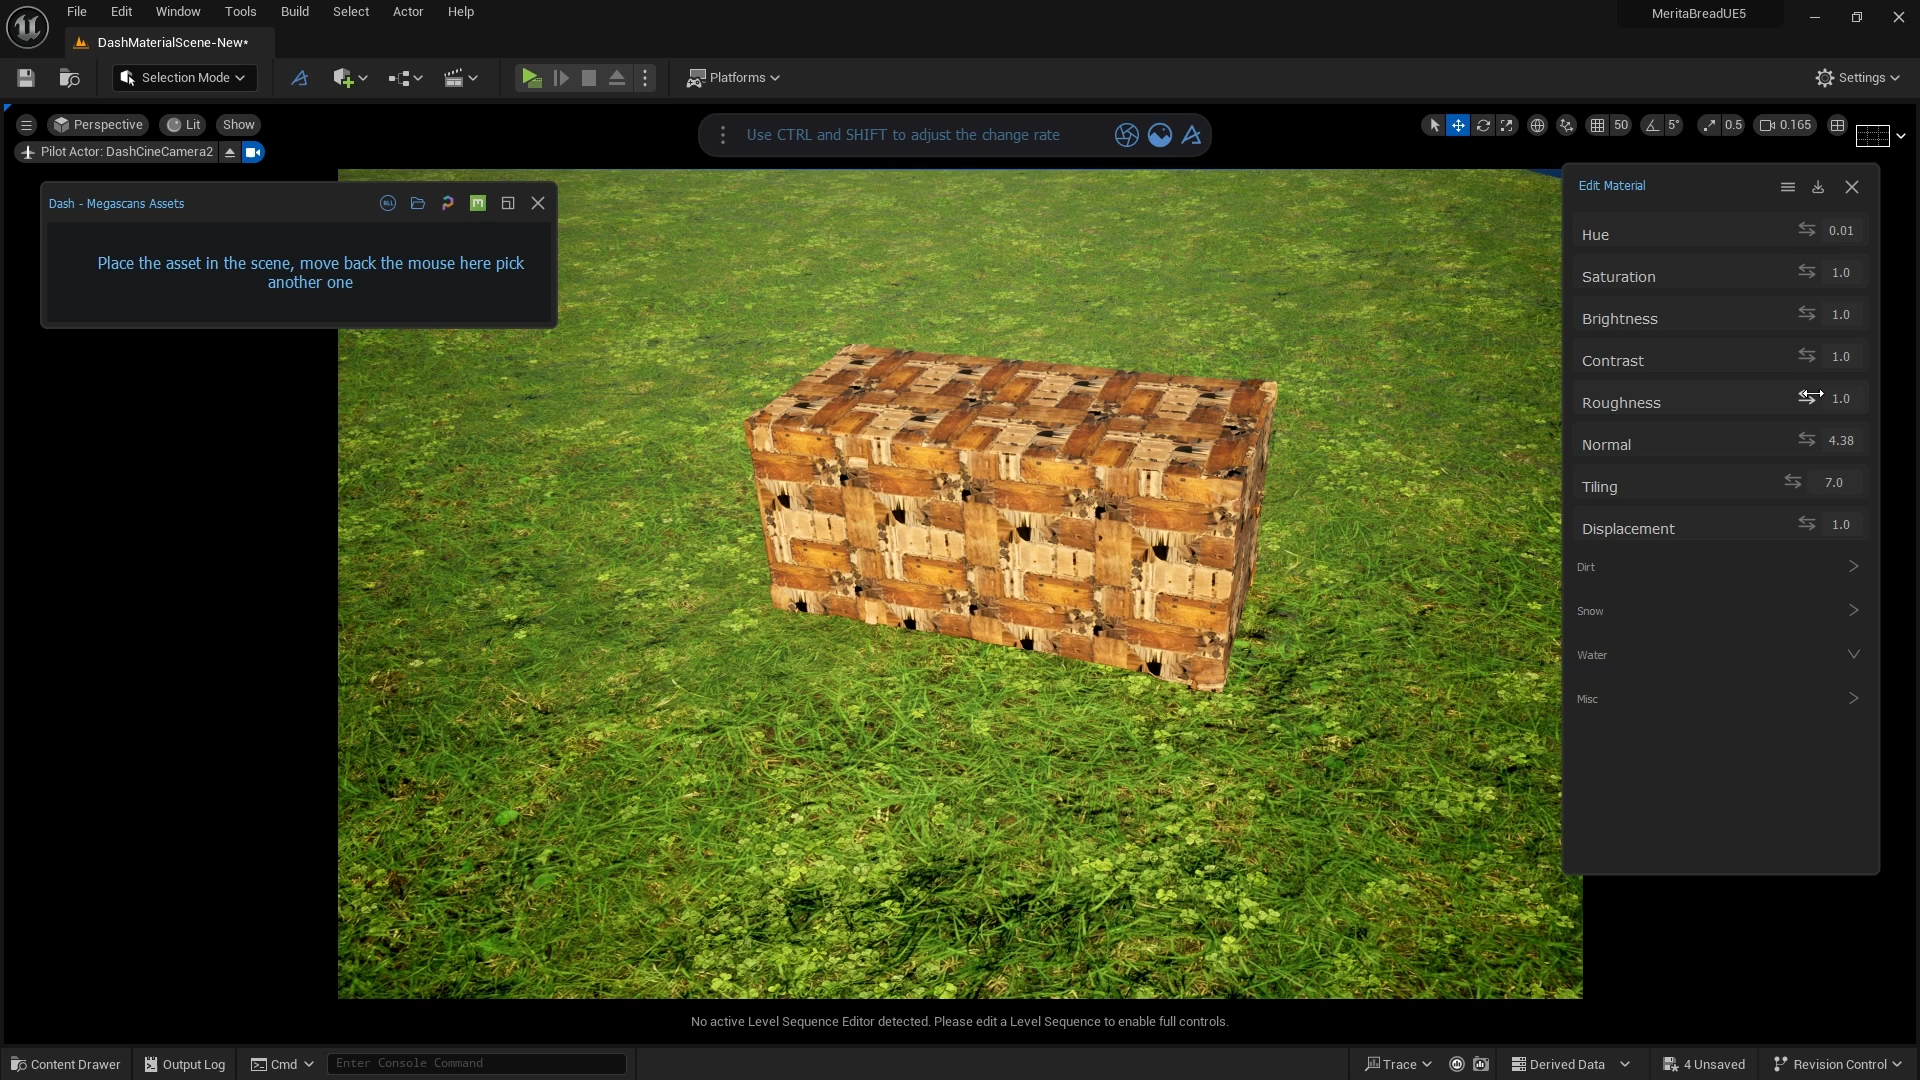 File Edit Window Tools Build Select Actor Help
MeritaBreadUE5
DashMaterialScene-New*
Selection Mode
Platforms
Settings
Perspective Lit Show
Use CTRL and SHIFT to adjust the change rate
50 5° 0.5 0.165
Pilot Actor: DashCineCamera2
Dash - Megascans Assets
ALL
m
Place the asset in the scene, move back the mouse here pick
another one
Edit Material
Hue 0.01
Saturation 1.0
Brightness 1.0
Contrast 1.0
Roughness 1.0
Normal 4.38
Tiling 7.0
Displacement 1.0
Dirt
Snow
Water
Misc
No active Level Sequence Editor detected. Please edit a Level Sequence to enable full controls.
Content Drawer Output Log Cmd Enter Console Command Trace Derived Data 4 Unsaved Revision Control